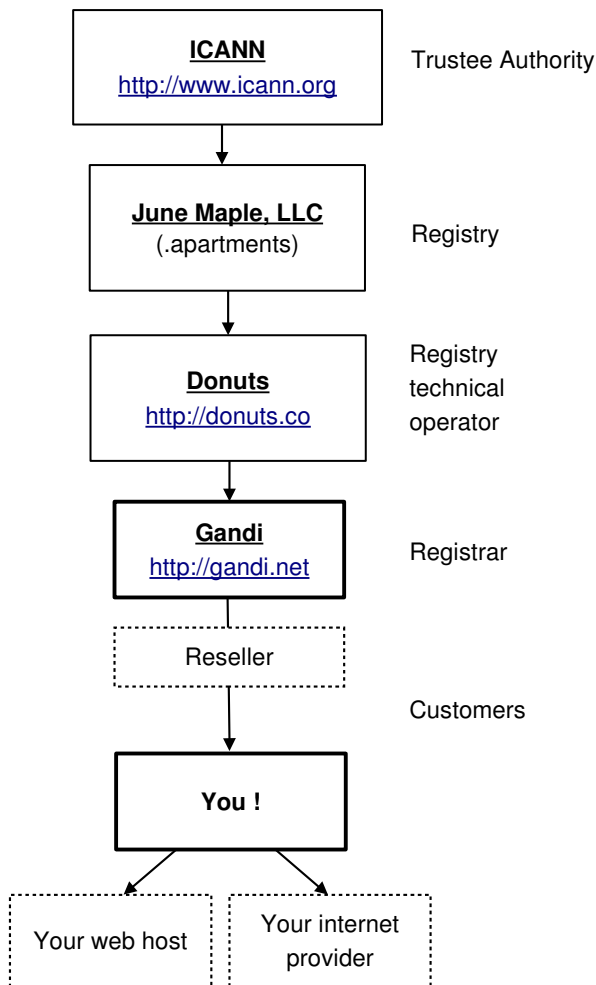 ICANN
http://www.icann.org
Trustee Authority
June Maple, LLC
(.apartments)
Registry
Donuts
http://donuts.co
Registry
technical
operator
Gandi
http://gandi.net
Registrar
Reseller
Customers
You !
Your web host
Your internet
provider